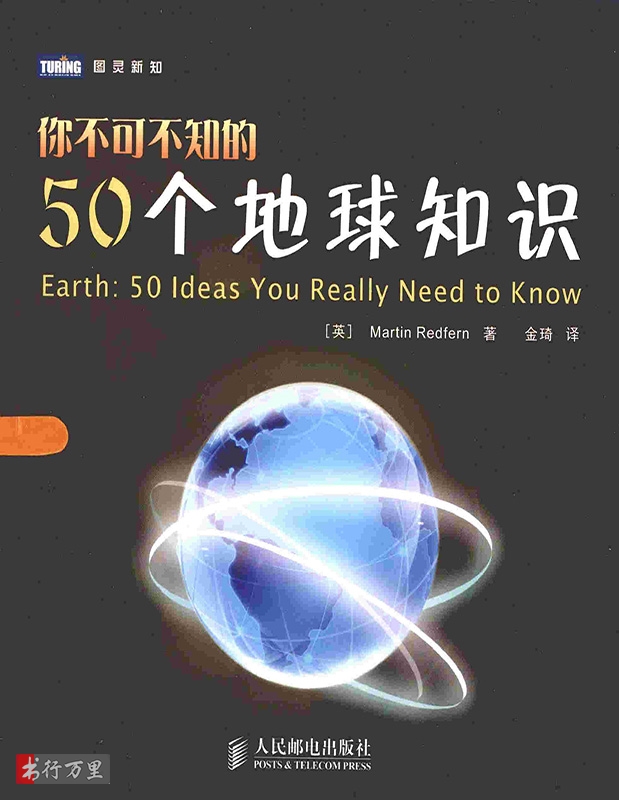 TURING 图灵新知
你不可不知的
50个地球知识
Earth: 50 Ideas You Really Need to Know
[英] Martin Redfern 著 金琦 译
人民邮电出版社
POSTS & TELECOM PRESS
书行万里